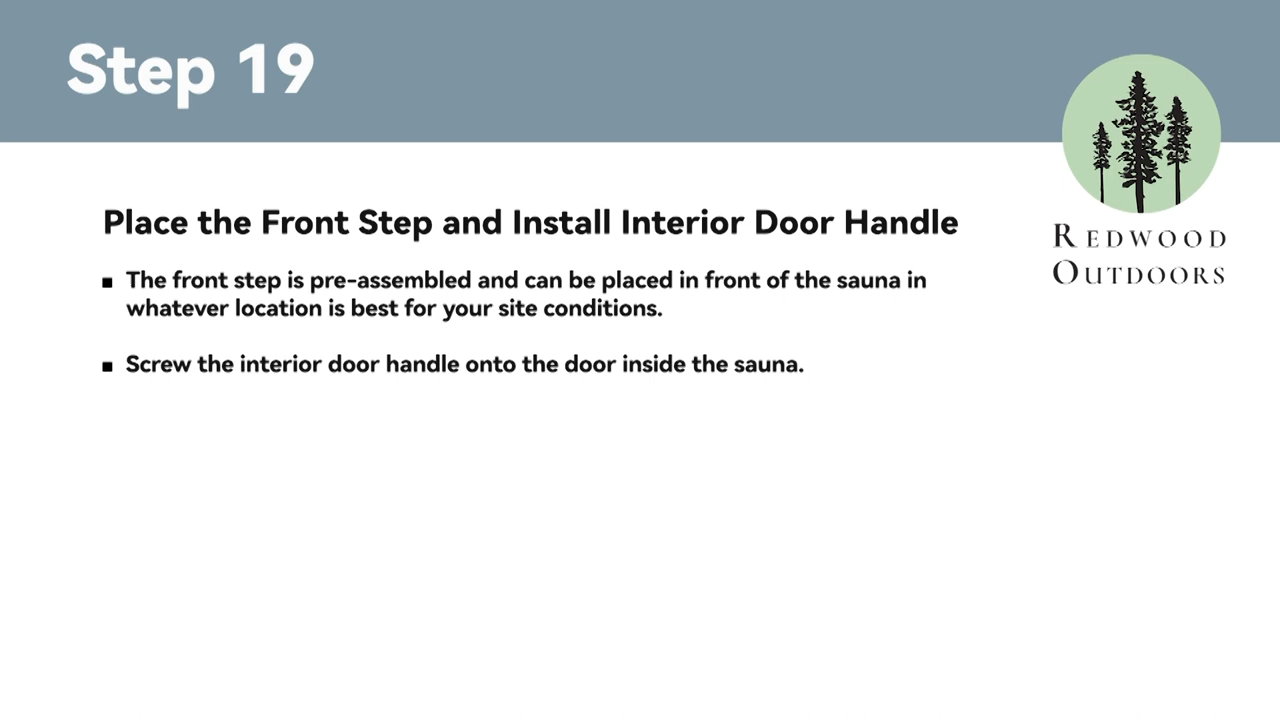 Step 19
REDWOOD
OUTDOORS
Place the Front Step and Install Interior Door Handle
▪ The front step is pre-assembled and can be placed in front of the sauna in
whatever location is best for your site conditions.
▪ Screw the interior door handle onto the door inside the sauna.